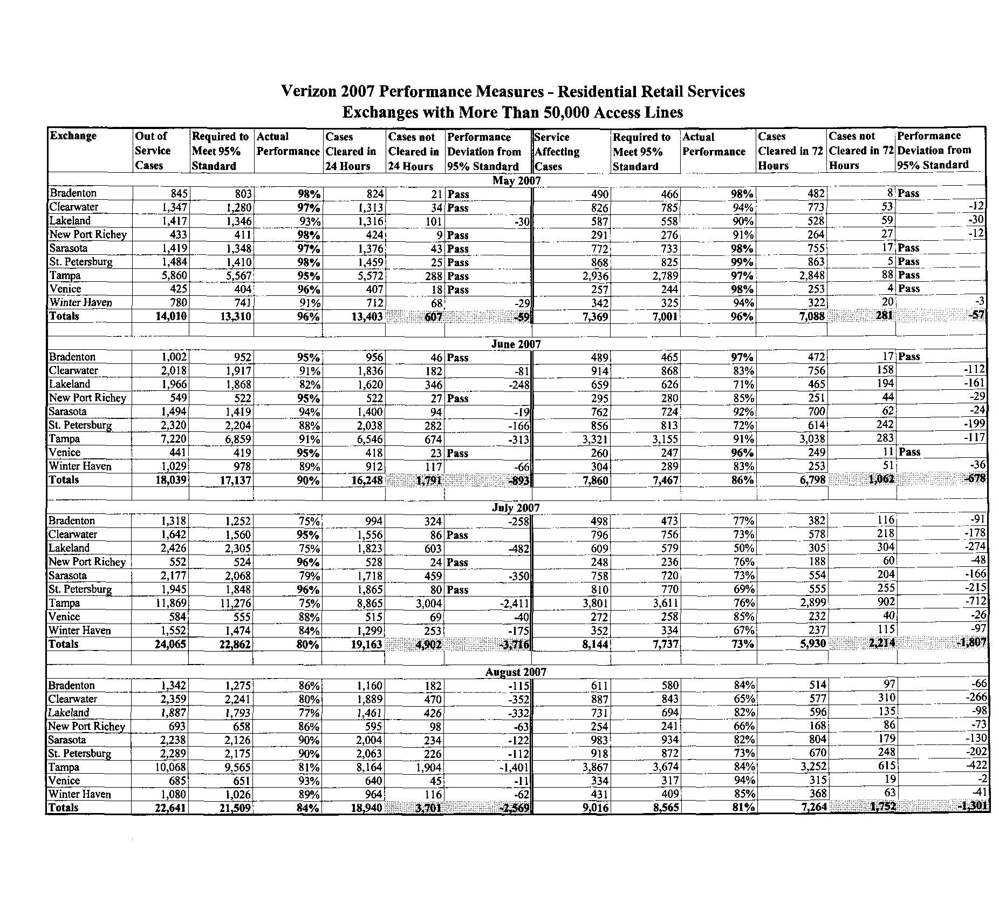 Verizon 2007 Performance Measures - Residential Retail Services
Exchanges with More Than 50,000 Access Lines
Exchange Out of Service Cases Required to Meet 95% Standard Actual Performance Cases Cleared in 24 Hours Cases not Cleared in 24 Hours Performance Deviation from 95% Standard Service Affecting Cases Required to Meet 95% Standard Actual Performance Cases Cleared in 72 Hours Cases not Cleared in 72 Hours Performance Deviation from 95% Standard
May 2007
Bradenton 845 803 98% 824 21 Pass 490 466 98% 482 8 Pass
Clearwater 1,347 1,280 97% 1,313 34 Pass 826 785 94% 773 53 -12
Lakeland 1,417 1,346 93% 1,316 101 -30 587 558 90% 528 59 -30
New Port Richey 433 411 98% 424 9 Pass 291 276 91% 264 27 -12
Sarasota 1,419 1,348 97% 1,376 43 Pass 772 733 98% 755 17 Pass
St. Petersburg 1,484 1,410 98% 1,459 25 Pass 868 825 99% 863 5 Pass
Tampa 5,860 5,567 95% 5,572 288 Pass 2,936 2,789 97% 2,848 88 Pass
Venice 425 404 96% 407 18 Pass 257 244 98% 253 4 Pass
Winter Haven 780 741 91% 712 68 -29 342 325 94% 322 20 -3
Totals 14,010 13,310 96% 13,403 607 -59 7,369 7,001 96% 7,088 281 -57
June 2007
Bradenton 1,002 952 95% 956 46 Pass 489 465 97% 472 17 Pass
Clearwater 2,018 1,917 91% 1,836 182 -81 914 868 83% 756 158 -112
Lakeland 1,966 1,868 82% 1,620 346 -248 659 626 71% 465 194 -161
New Port Richey 549 522 95% 522 27 Pass 295 280 85% 251 44 -29
Sarasota 1,494 1,419 94% 1,400 94 -19 762 724 92% 700 62 -24
St. Petersburg 2,320 2,204 88% 2,038 282 -166 856 813 72% 614 242 -199
Tampa 7,220 6,859 91% 6,546 674 -313 3,321 3,155 91% 3,038 283 -117
Venice 441 419 95% 418 23 Pass 260 247 96% 249 11 Pass
Winter Haven 1,029 978 89% 912 117 -66 304 289 83% 253 51 -36
Totals 18,039 17,137 90% 16,248 1,791 -893 7,860 7,467 86% 6,798 1,062 -678
July 2007
Bradenton 1,318 1,252 75% 994 324 -258 498 473 77% 382 116 -91
Clearwater 1,642 1,560 95% 1,556 86 Pass 796 756 73% 578 218 -178
Lakeland 2,426 2,305 75% 1,823 603 -482 609 579 50% 305 304 -274
New Port Richey 552 524 96% 528 24 Pass 248 236 76% 188 60 -48
Sarasota 2,177 2,068 79% 1,718 459 -350 758 720 73% 554 204 -166
St. Petersburg 1,945 1,848 96% 1,865 80 Pass 810 770 69% 555 255 -215
Tampa 11,869 11,276 75% 8,865 3,004 -2,411 3,801 3,611 76% 2,899 902 -712
Venice 584 555 88% 515 69 -40 272 258 85% 232 40 -26
Winter Haven 1,552 1,474 84% 1,299 253 -175 352 334 67% 237 115 -97
Totals 24,065 22,862 80% 19,163 4,902 -3,716 8,144 7,737 73% 5,930 2,214 -1,807
August 2007
Bradenton 1,342 1,275 86% 1,160 182 -115 611 580 84% 514 97 -66
Clearwater 2,359 2,241 80% 1,889 470 -352 887 843 65% 577 310 -266
Lakeland 1,887 1,793 77% 1,461 426 -332 731 694 82% 596 135 -98
New Port Richey 693 658 86% 595 98 -63 254 241 66% 168 86 -73
Sarasota 2,238 2,126 90% 2,004 234 -122 983 934 82% 804 179 -130
St. Petersburg 2,289 2,175 90% 2,063 226 -112 918 872 73% 670 248 -202
Tampa 10,068 9,565 81% 8,164 1,904 -1,401 3,867 3,674 84% 3,252 615 -422
Venice 685 651 93% 640 45 -11 334 317 94% 315 19 -2
Winter Haven 1,080 1,026 89% 964 116 -62 431 409 85% 368 63 -41
Totals 22,641 21,509 84% 18,940 3,701 -2,569 9,016 8,565 81% 7,264 1,752 -1,301